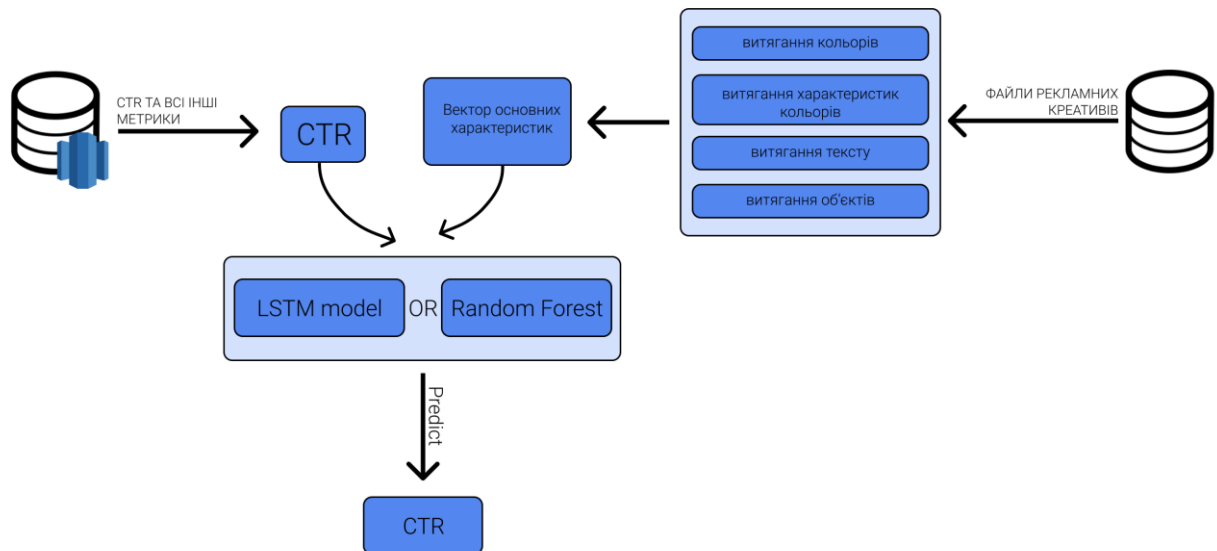 витягання кольорів
CTR ТА ВСІ ІНШІ
МЕТРИКИ
CTR
Вектор основних
характеристик
витягання характеристик
кольорів
ФАЙЛИ РЕКЛАМНИХ
КРЕАТИВІВ
витягання тексту
витягання об'єктів
LSTM model
OR
Random Forest
Predict
CTR